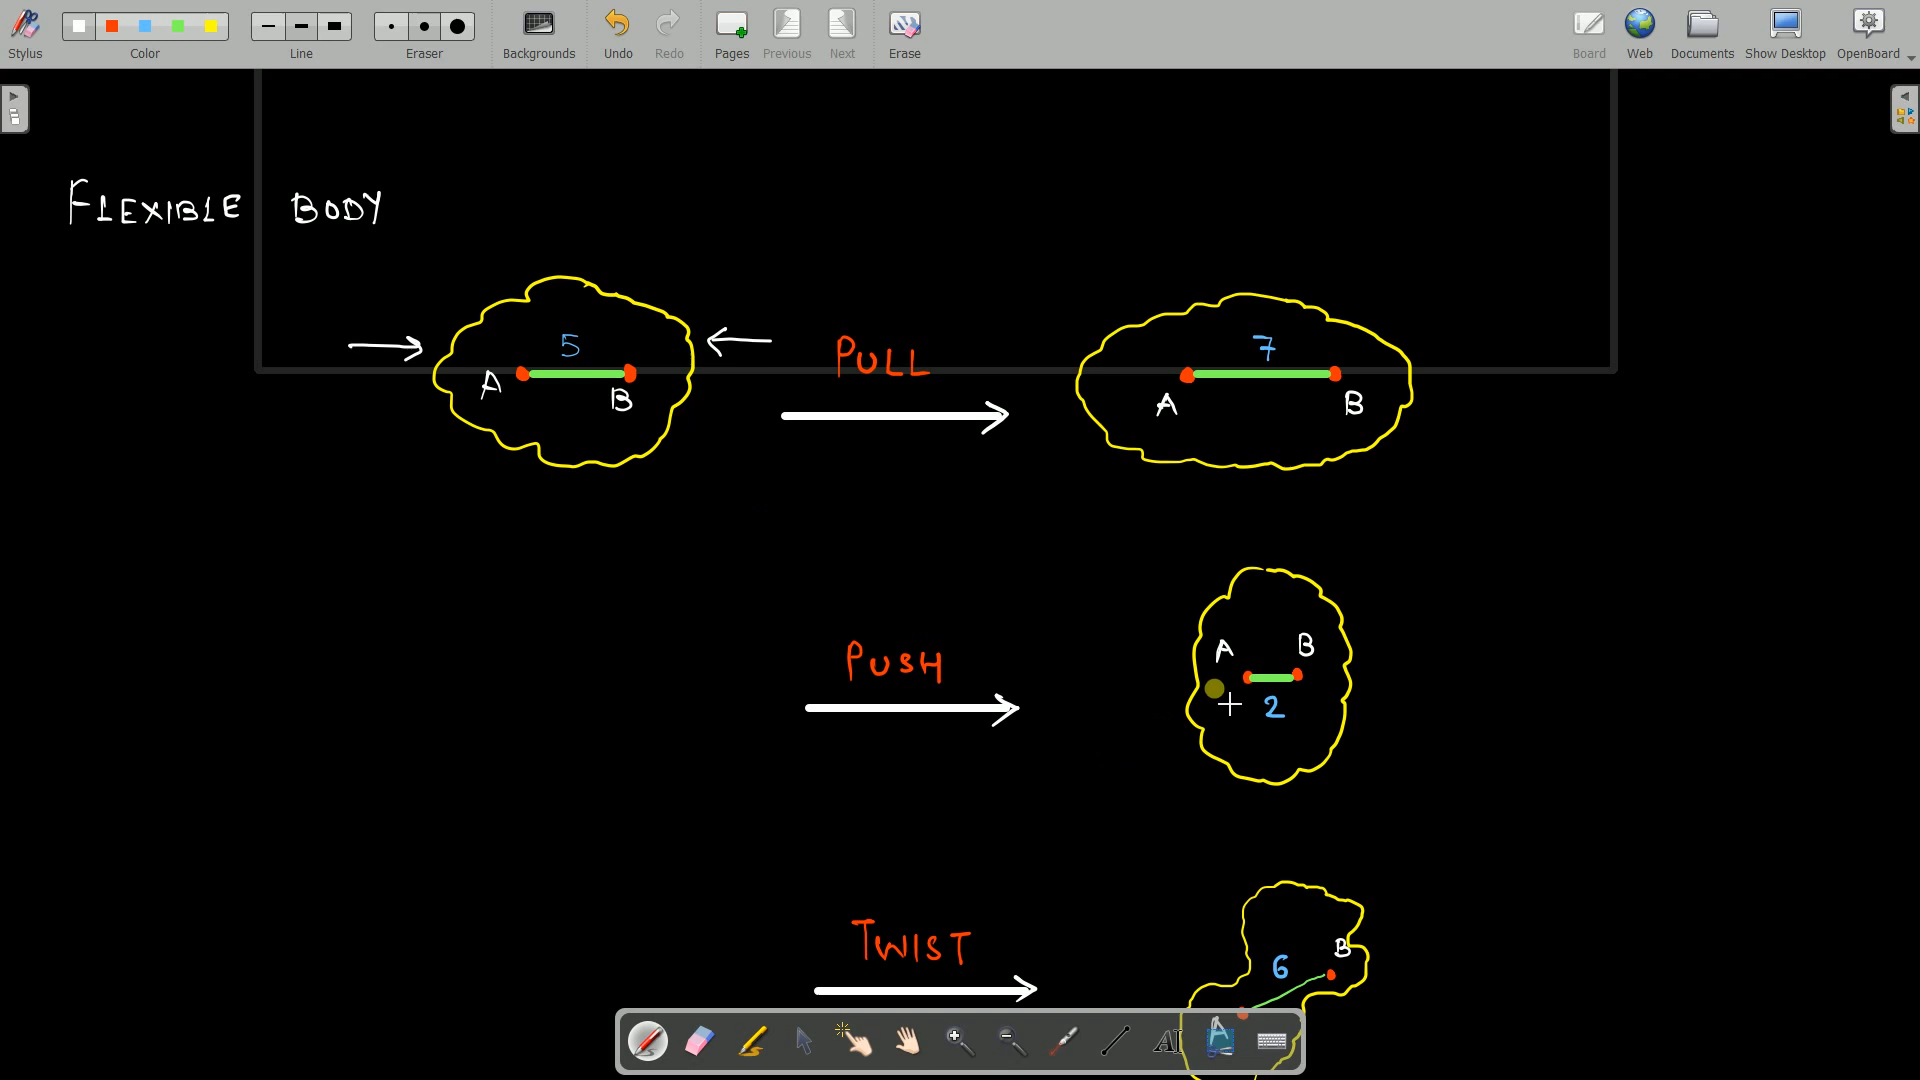 Stylus Color Line Eraser Backgrounds Undo Redo Pages Previous Next Erase Board Web Documents Show Desktop OpenBoard
FLEXIBLE BODY
5
A B
PULL
7
A B
PUSH
A B
2
TWIST
B
6
A
AI